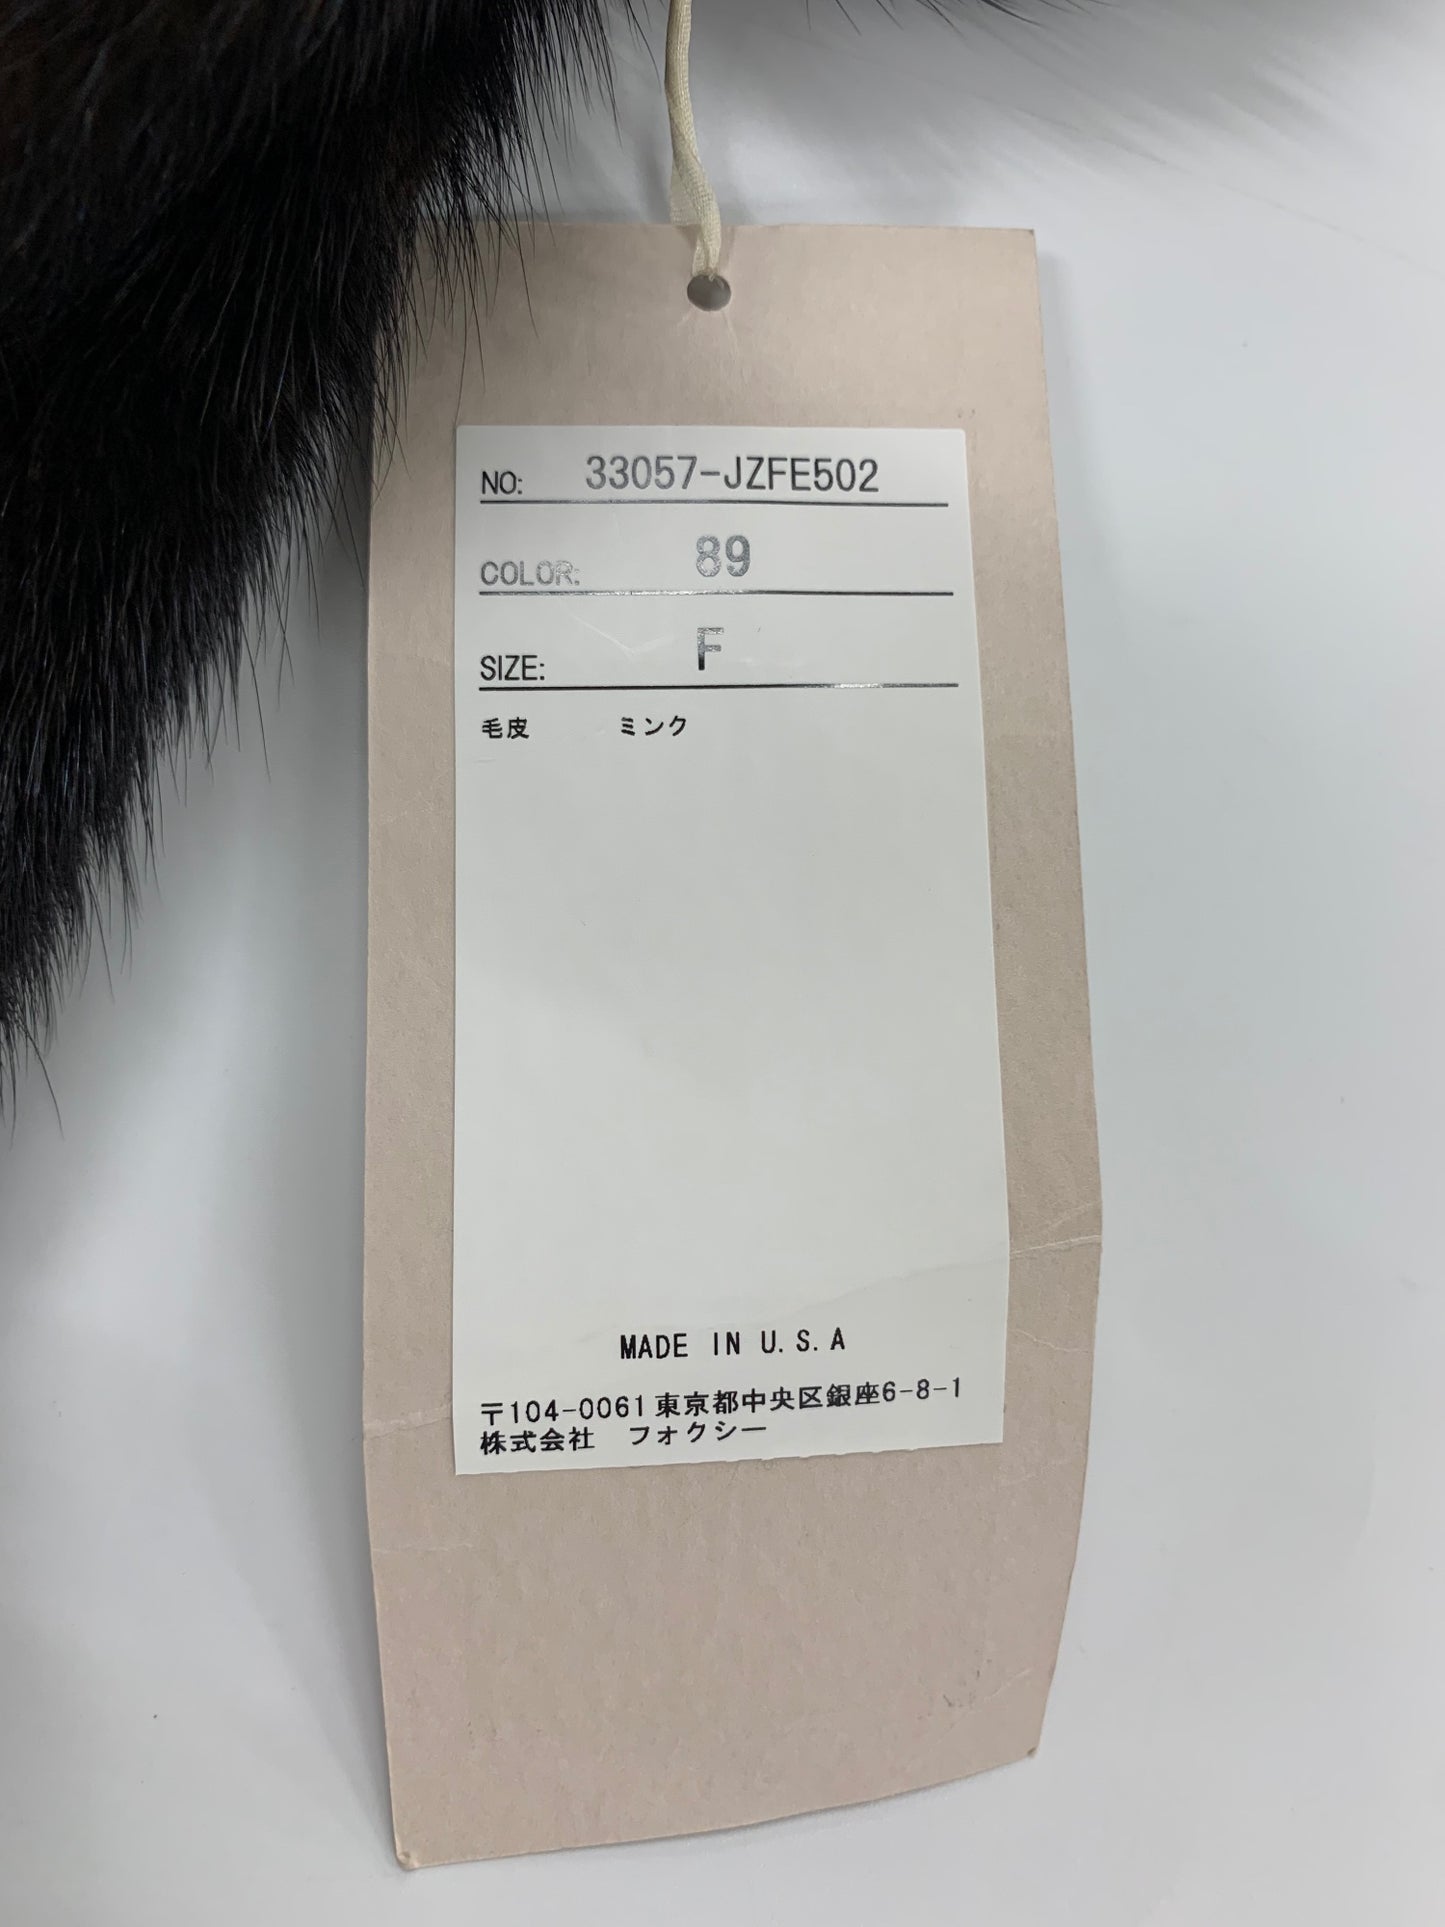 NO: 33057-JZFE502
COLOR: 89
SIZE: F
毛皮 ミンク
MADE IN U.S.A
〒104-0061 東京都中央区銀座6-8-1
株式会社 フォクシー